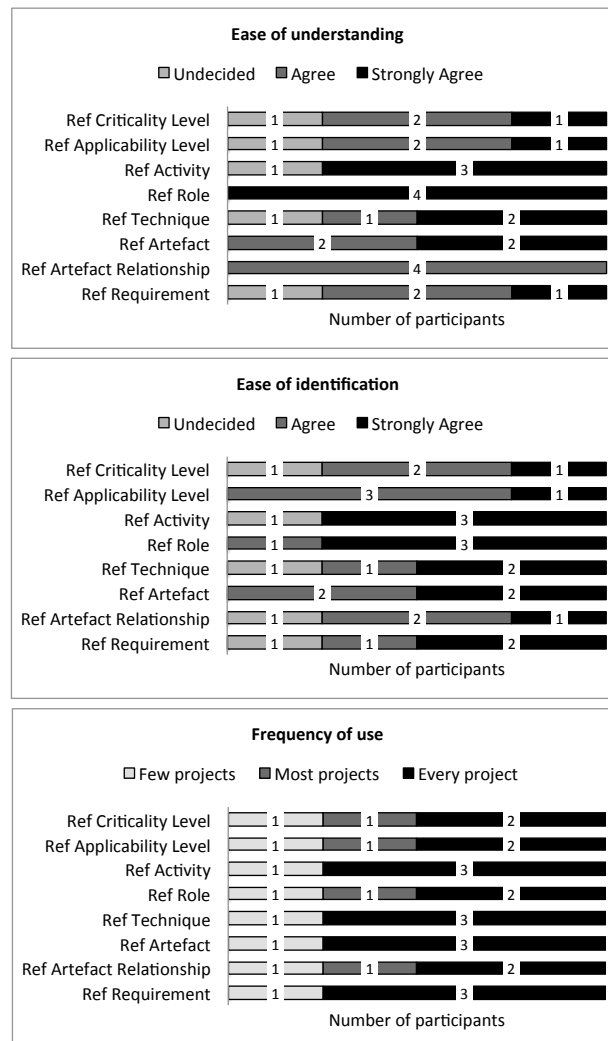 Ease of understanding
Undecided Agree Strongly Agree
Ref Criticality Level 1 2 1
Ref Applicability Level 1 2 1
Ref Activity 1 3
Ref Role 4
Ref Technique 1 1 2
Ref Artefact 2 2
Ref Artefact Relationship 4
Ref Requirement 1 2 1
Number of participants
Ease of identification
Undecided Agree Strongly Agree
Ref Criticality Level 1 2 1
Ref Applicability Level 3 1
Ref Activity 1 3
Ref Role 1 3
Ref Technique 1 1 2
Ref Artefact 2 2
Ref Artefact Relationship 1 2 1
Ref Requirement 1 1 2
Number of participants
Frequency of use
Few projects Most projects Every project
Ref Criticality Level 1 1 2
Ref Applicability Level 1 1 2
Ref Activity 1 3
Ref Role 1 1 2
Ref Technique 1 3
Ref Artefact 1 3
Ref Artefact Relationship 1 1 2
Ref Requirement 1 3
Number of participants